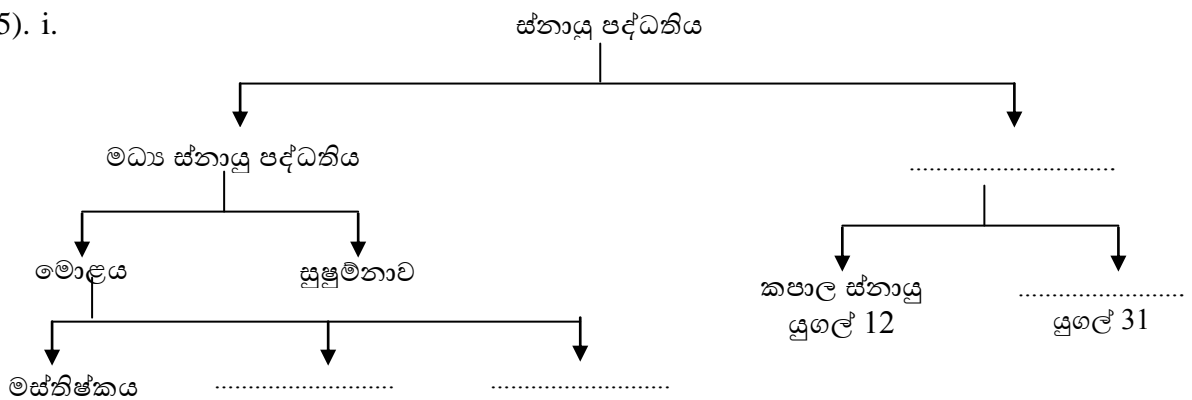 5). i.
ස්නායු පද්ධතිය
මධ්‍ය ස්නායු පද්ධතිය
..............................
මොළය
සුෂුම්නාව
කපාල ස්නායු
යුගල් 12
........................
යුගල් 31
මස්තිෂ්කය
..........................
..........................